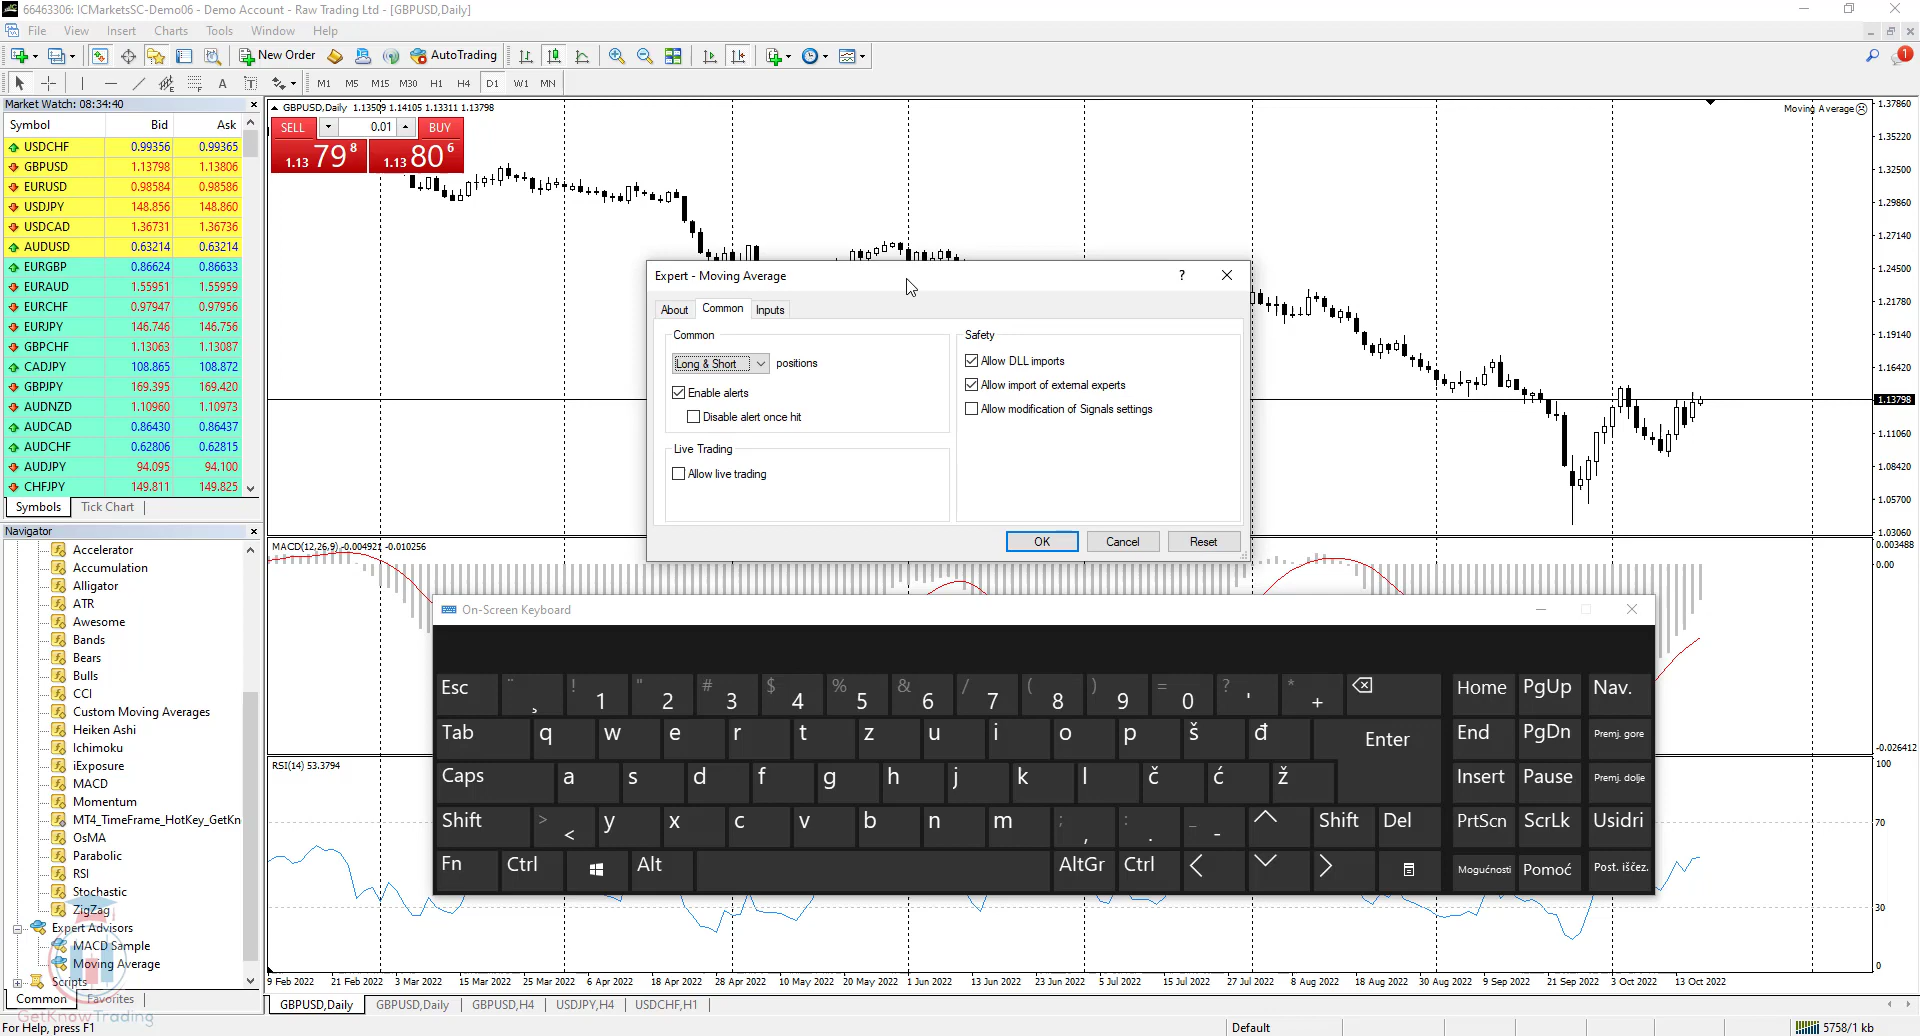 66463306: ICMarketsSC-Demo06 - Demo Account - Raw Trading Ltd - [GBPUSD,Daily]
File View Insert Charts Tools Window Help
New Order AutoTrading 1
A T M1 M5 M15 M30 H1 H4 D1 W1 MN
Market Watch: 08:34:40
Symbol Bid Ask
USDCHF 0.99356 0.99365
GBPUSD 1.13798 1.13806
EURUSD 0.98584 0.98586
USDJPY 148.856 148.860
USDCAD 1.36731 1.36736
AUDUSD 0.63214 0.63214
EURGBP 0.86624 0.86633
EURAUD 1.55951 1.55959
EURCHF 0.97947 0.97956
EURJPY 146.746 146.756
GBPCHF 1.13063 1.13087
CADJPY 108.865 108.872
GBPJPY 169.395 169.420
AUDNZD 1.10960 1.10973
AUDCAD 0.86430 0.86437
AUDCHF 0.62806 0.62815
AUDJPY 94.095 94.100
CHFJPY 149.811 149.825
Symbols Tick Chart
Navigator
Accelerator
Accumulation
Alligator
ATR
Awesome
Bands
Bears
Bulls
CCI
Custom Moving Averages
Heiken Ashi
Ichimoku
iExposure
MACD
Momentum
MT4_TimeFrame_HotKey_GetKn
OsMA
Parabolic
RSI
Stochastic
ZigZag
Expert Advisors
MACD Sample
Moving Average
Scripts
Common Favorites
GetKnowTrading
For Help, press F1
GBPUSD,Daily 1.13509 1.14105 1.13311 1.13798
Moving Average
SELL 0.01 BUY
1.13 79 8 1.13 80 6
1.37860
1.35220
1.32500
1.29860
1.27140
1.24500
1.21780
1.19140
1.16420
1.13798
1.11060
1.08420
1.05700
1.03060
Expert - Moving Average ?
About Common Inputs
Common
Long & Short positions
Enable alerts
Disable alert once hit
Live Trading
Allow live trading
Safety
Allow DLL imports
Allow import of external experts
Allow modification of Signals settings
OK Cancel Reset
MACD(12,26,9) -0.004921 -0.010256
0.003488
0.00
-0.026412
On-Screen Keyboard
Esc ¨ ¸ ! 1 " 2 # 3 $ 4 % 5 & 6 / 7 ( 8 ) 9 = 0 ? ' * + Home PgUp Nav.
Tab q w e r t z u i o p š đ Enter End PgDn Premj. gore
Caps a s d f g h j k l č ć ž Insert Pause Premj. dolje
Shift > < y x c v b n m ; , : . _ - Shift Del PrtScn ScrLk Usidri
Fn Ctrl Alt AltGr Ctrl Mogućnosti Pomoć Post. iščez.
RSI(14) 53.3794
100
70
30
0
9 Feb 2022 21 Feb 2022 3 Mar 2022 15 Mar 2022 25 Mar 2022 6 Apr 2022 18 Apr 2022 28 Apr 2022 10 May 2022 20 May 2022 1 Jun 2022 13 Jun 2022 23 Jun 2022 5 Jul 2022 15 Jul 2022 27 Jul 2022 8 Aug 2022 18 Aug 2022 30 Aug 2022 9 Sep 2022 21 Sep 2022 3 Oct 2022 13 Oct 2022
GBPUSD,Daily GBPUSD,Daily GBPUSD,H4 USDJPY,H4 USDCHF,H1
Default 5758/1 kb